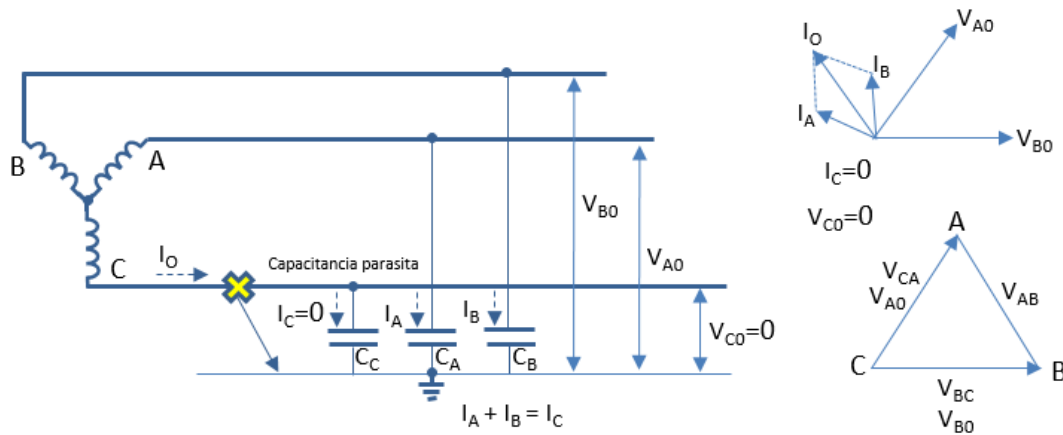 B
A
C
I_O
Capacitancia parasita
I_C=0
I_A
I_B
C_C
C_A
C_B
I_A + I_B = I_C
V_B0
V_A0
V_C0=0
I_O
V_A0
I_B
I_A
V_B0
I_C=0
V_C0=0
A
V_CA
V_A0
V_AB
C
B
V_BC
V_B0